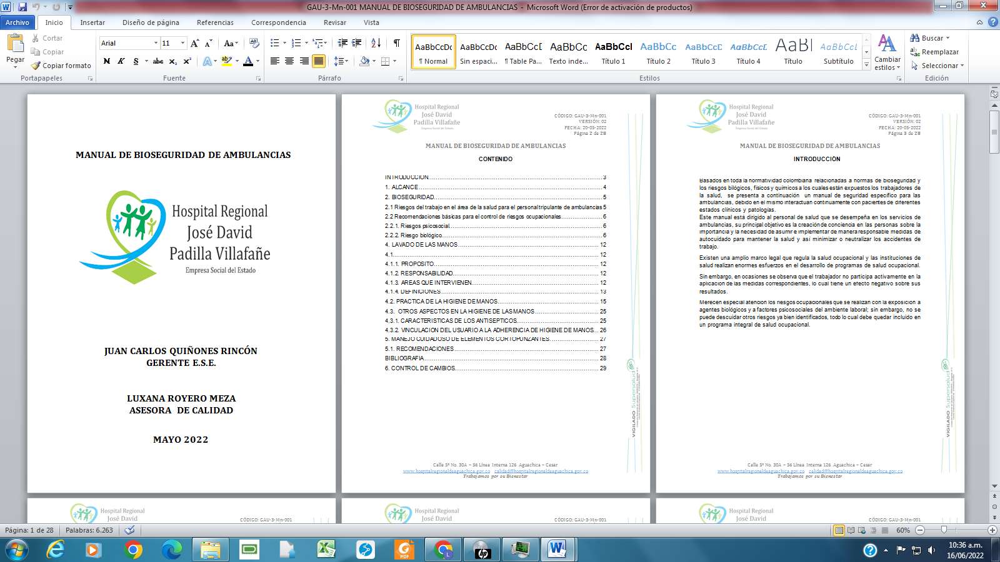 GAU-3-Mn-001 MANUAL DE BIOSEGURIDAD DE AMBULANCIAS - Microsoft Word (Error de activación de productos)
Archivo Inicio Insertar Diseño de página Referencias Correspondencia Revisar Vista
Pegar
Cortar
Copiar
Copiar formato
Portapapeles
Arial 11
Fuente
Párrafo
AaBbCcDc AaBbCcDc AaBbCcD AaBbCc AaBbCcI AaBbCc AaBbCcD AaBbCcD AaBl AaBbCcL
¶ Normal Sin espaci... ¶ Table Pa... Texto inde... Título 1 Título 2 Título 3 Título 4 Título Subtítulo
Cambiar estilos
Estilos
Buscar
Reemplazar
Seleccionar
Edición
MANUAL DE BIOSEGURIDAD DE AMBULANCIAS
Hospital Regional
José David
Padilla Villafañe
Empresa Social del Estado
JUAN CARLOS QUIÑONES RINCÓN
GERENTE E.S.E.
LUXANA ROYERO MEZA
ASESORA DE CALIDAD
MAYO 2022
Hospital Regional
José David
Padilla Villafañe
Empresa Social del Estado
CÓDIGO: GAU-3-Mn-001
VERSIÓN: 02
FECHA: 20-05-2022
Página 2 de 28
MANUAL DE BIOSEGURIDAD DE AMBULANCIAS
CONTENIDO
INTRODUCCION 3
1. ALCANCE 4
2. BIOSEGURIDAD 5
2.1 Riesgos del trabajo en el área de la salud para el personal tripulante de ambulancias 5
2.2 Recomendaciones básicas para el control de riesgos ocupacionales 6
2.2.1. Riesgos psicosocial 6
2.2.2. Riesgo biológico 6
4. LAVADO DE LAS MANOS 12
4.1. 12
4.1.1. PROPOSITO 12
4.1.2. RESPONSABILIDAD 12
4.1.3. AREAS QUE INTERVIENEN 12
4.1.4. DEFINICIONES 13
4.2. PRACTICA DE LA HIGIENE DE MANOS 15
4.3. OTROS ASPECTOS EN LA HIGIENE DE LAS MANOS 25
4.3.1. CARACTERISTICAS DE LOS ANTISEPTICOS 25
4.3.2. VINCULACION DEL USUARIO A LA ADHERENCIA DE HIGIENE DE MANOS... 26
5. MANEJO CUIDADOSO DE ELEMENTOS CORTOPUNZANTES. 27
5.1. RECOMENDACIONES 27
BIBLIOGRAFIA 28
6. CONTROL DE CAMBIOS 29
VIGILADO Supersalud
Calle 5ª No. 30A – 56 Línea Interna 126 Aguachica – Cesar
www.hospitalregionaldeaguachica.gov.co calidad@hospitalregionaldeaguachica.gov.co
Trabajamos por su Bienestar
Hospital Regional
José David
Padilla Villafañe
Empresa Social del Estado
CÓDIGO: GAU-3-Mn-001
VERSIÓN: 02
FECHA: 20-05-2022
Página 3 de 28
MANUAL DE BIOSEGURIDAD DE AMBULANCIAS
INTRODUCCIÓN
Basados en toda la normatividad colombiana relacionadas a normas de bioseguridad y
los riesgos bilógicos, físicos y químicos a los cuales están expuestos los trabajadores de
la salud, se presenta a continuación un manual de seguridad específico para las
ambulancias, debido en el mismo interactúan continuamente con pacientes de diferentes
estados clínicos y patologías.
Este manual está dirigido al personal de salud que se desempeña en los servicios de
ambulancias, su principal objetivo es la creación de conciencia en las personas sobre la
importancia y la necesidad de asumir e implementar de manera responsable medidas de
autocuidado para mantener la salud y así minimizar o neutralizar los accidentes de
trabajo.
Existen una amplio marco legal que regula la salud ocupacional y las instituciones de
salud realizan enormes esfuerzos en el desarrollo de programas de salud ocupacional.
Sin embargo, en ocasiones se observa que el trabajador no participa activamente en la
aplicación de las medidas correspondientes, lo cual tiene un efecto negativo sobre sus
resultados.
Merecen especial atención los riesgos ocupacionales que se realizan con la exposición a
agentes biológicos y a factores psicosociales del ambiente laboral; sin embargo, no se
puede descuidar otros riesgos ya bien identificados, todo lo cual debe quedar incluido en
un programa integral de salud ocupacional.
VIGILADO Supersalud
Calle 5ª No. 30A – 56 Línea Interna 126 Aguachica – Cesar
www.hospitalregionaldeaguachica.gov.co calidad@hospitalregionaldeaguachica.gov.co
Trabajamos por su Bienestar
Hospital Regional
José David
CÓDIGO: GAU-3-Mn-001
Hospital Regional
José David
CÓDIGO: GAU-3-Mn-001
Hospital Regional
José David
CÓDIGO: GAU-3-Mn-001
Página: 1 de 28 Palabras: 6.263 60%
10:36 a.m.
16/06/2022